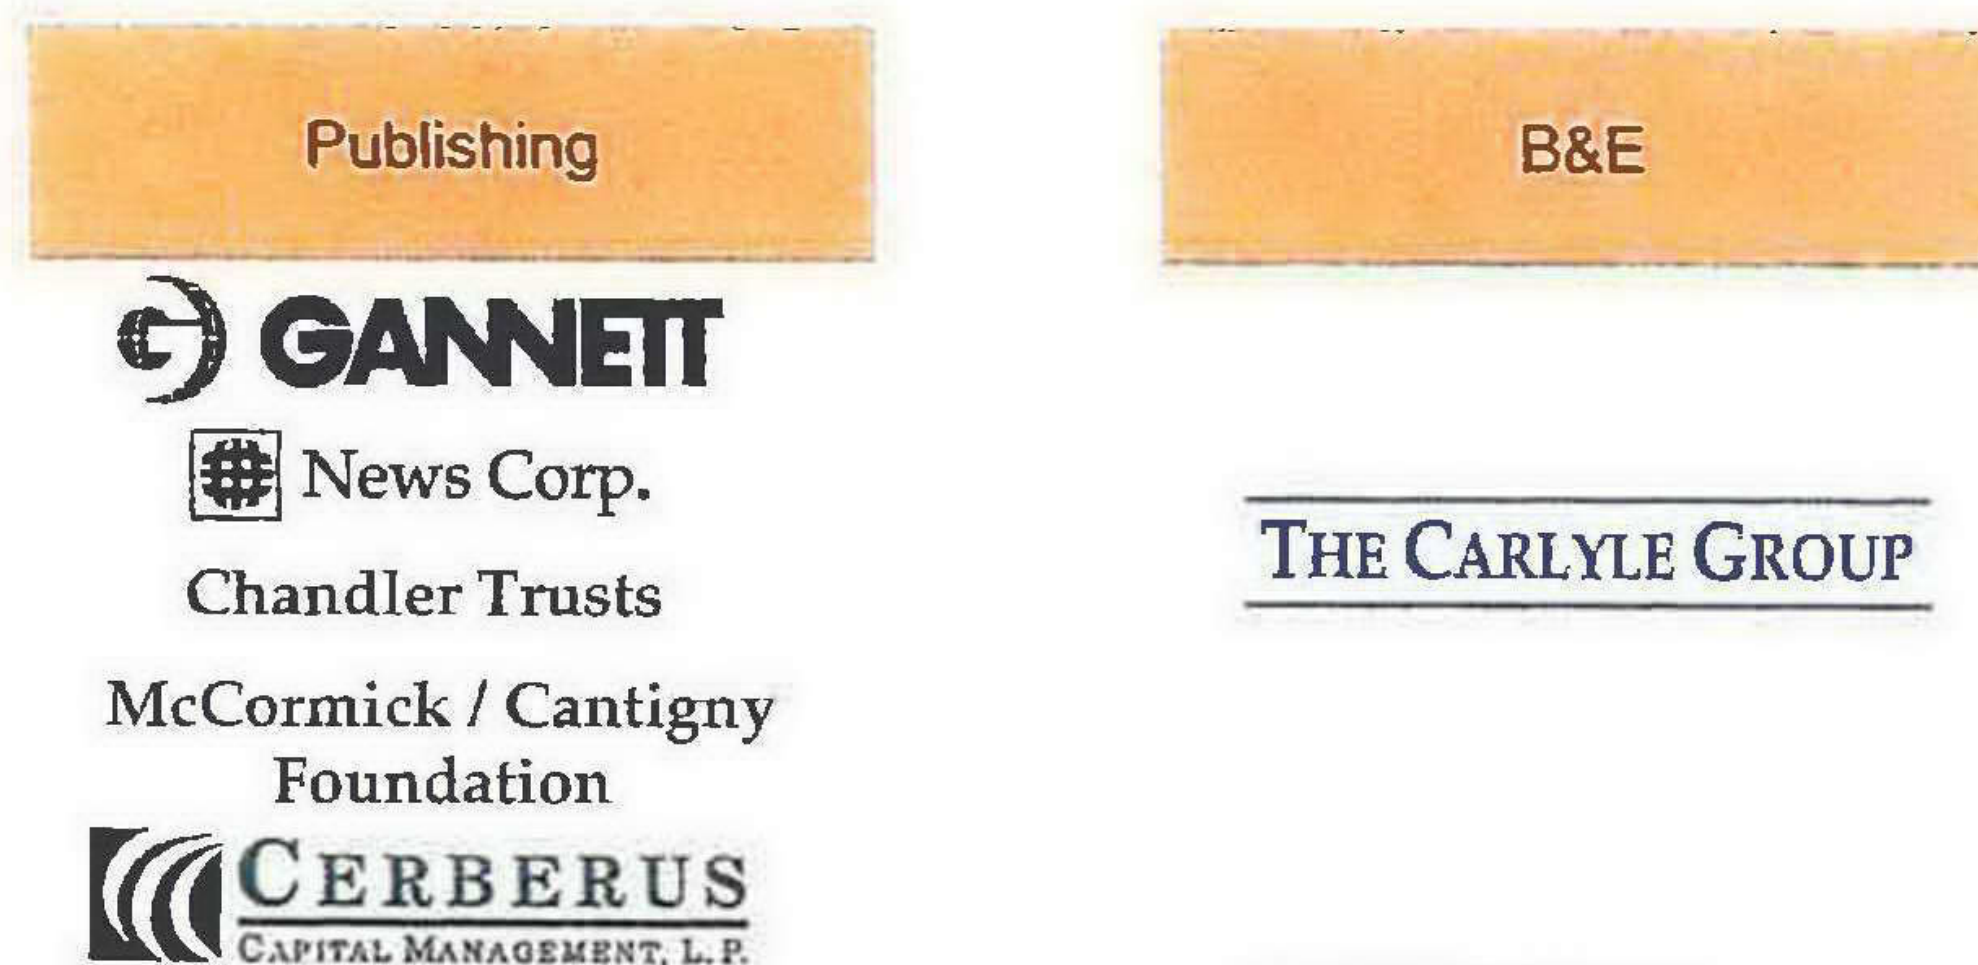 Publishing
GANNETT
News Corp.
Chandler Trusts
McCormick / Cantigny
Foundation
CERBERUS
CAPITAL MANAGEMENT, L.P.
B&E
THE CARLYLE GROUP